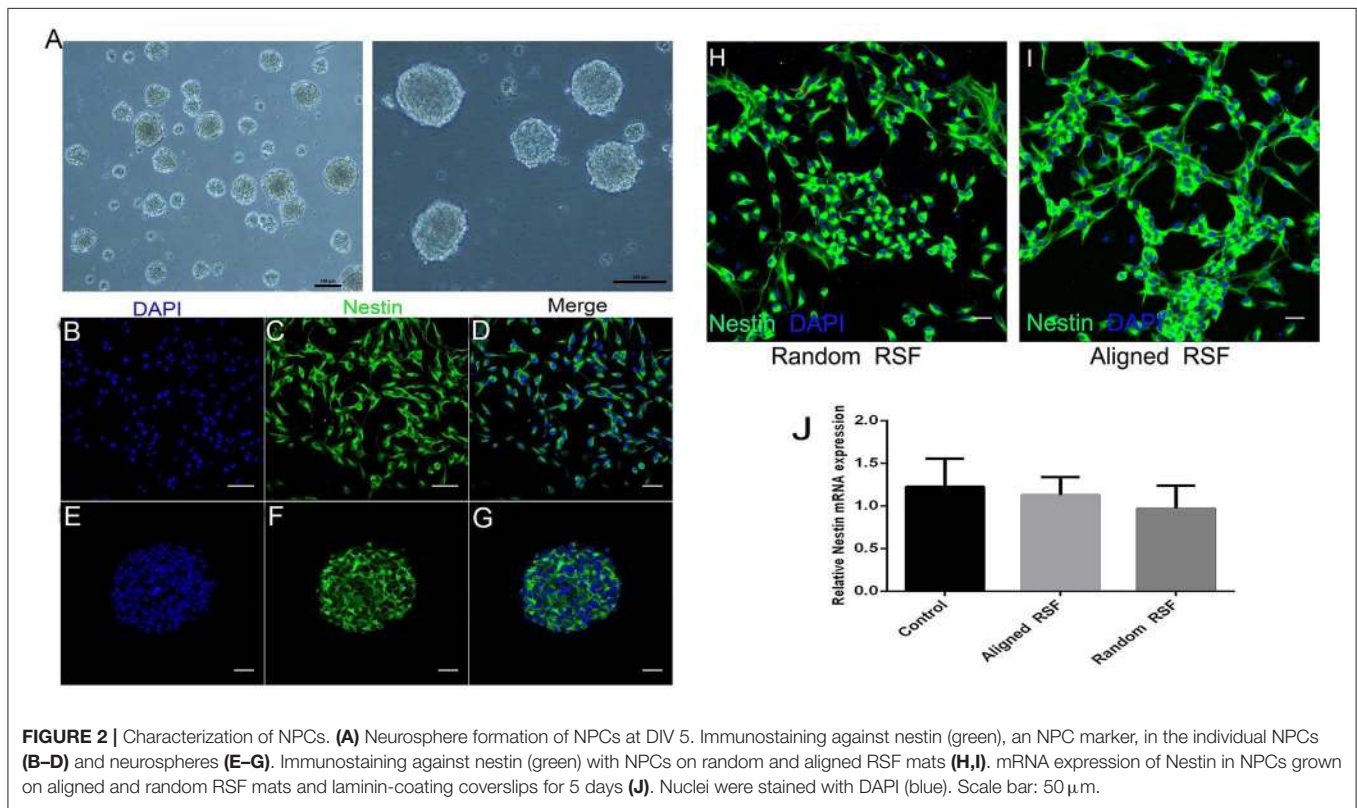 A
DAPI Nestin Merge
B C D
E F G
H I
Nestin DAPI Nestin DAPI
Random RSF Aligned RSF
J
Relative Nestin mRNA expression
2.0
1.5
1.0
0.5
0.0
Control
Aligned RSF
Random RSF
FIGURE 2 | Characterization of NPCs. (A) Neurosphere formation of NPCs at DIV 5. Immunostaining against nestin (green), an NPC marker, in the individual NPCs
(B–D) and neurospheres (E–G). Immunostaining against nestin (green) with NPCs on random and aligned RSF mats (H,I). mRNA expression of Nestin in NPCs grown
on aligned and random RSF mats and laminin-coating coverslips for 5 days (J). Nuclei were stained with DAPI (blue). Scale bar: 50 μm.